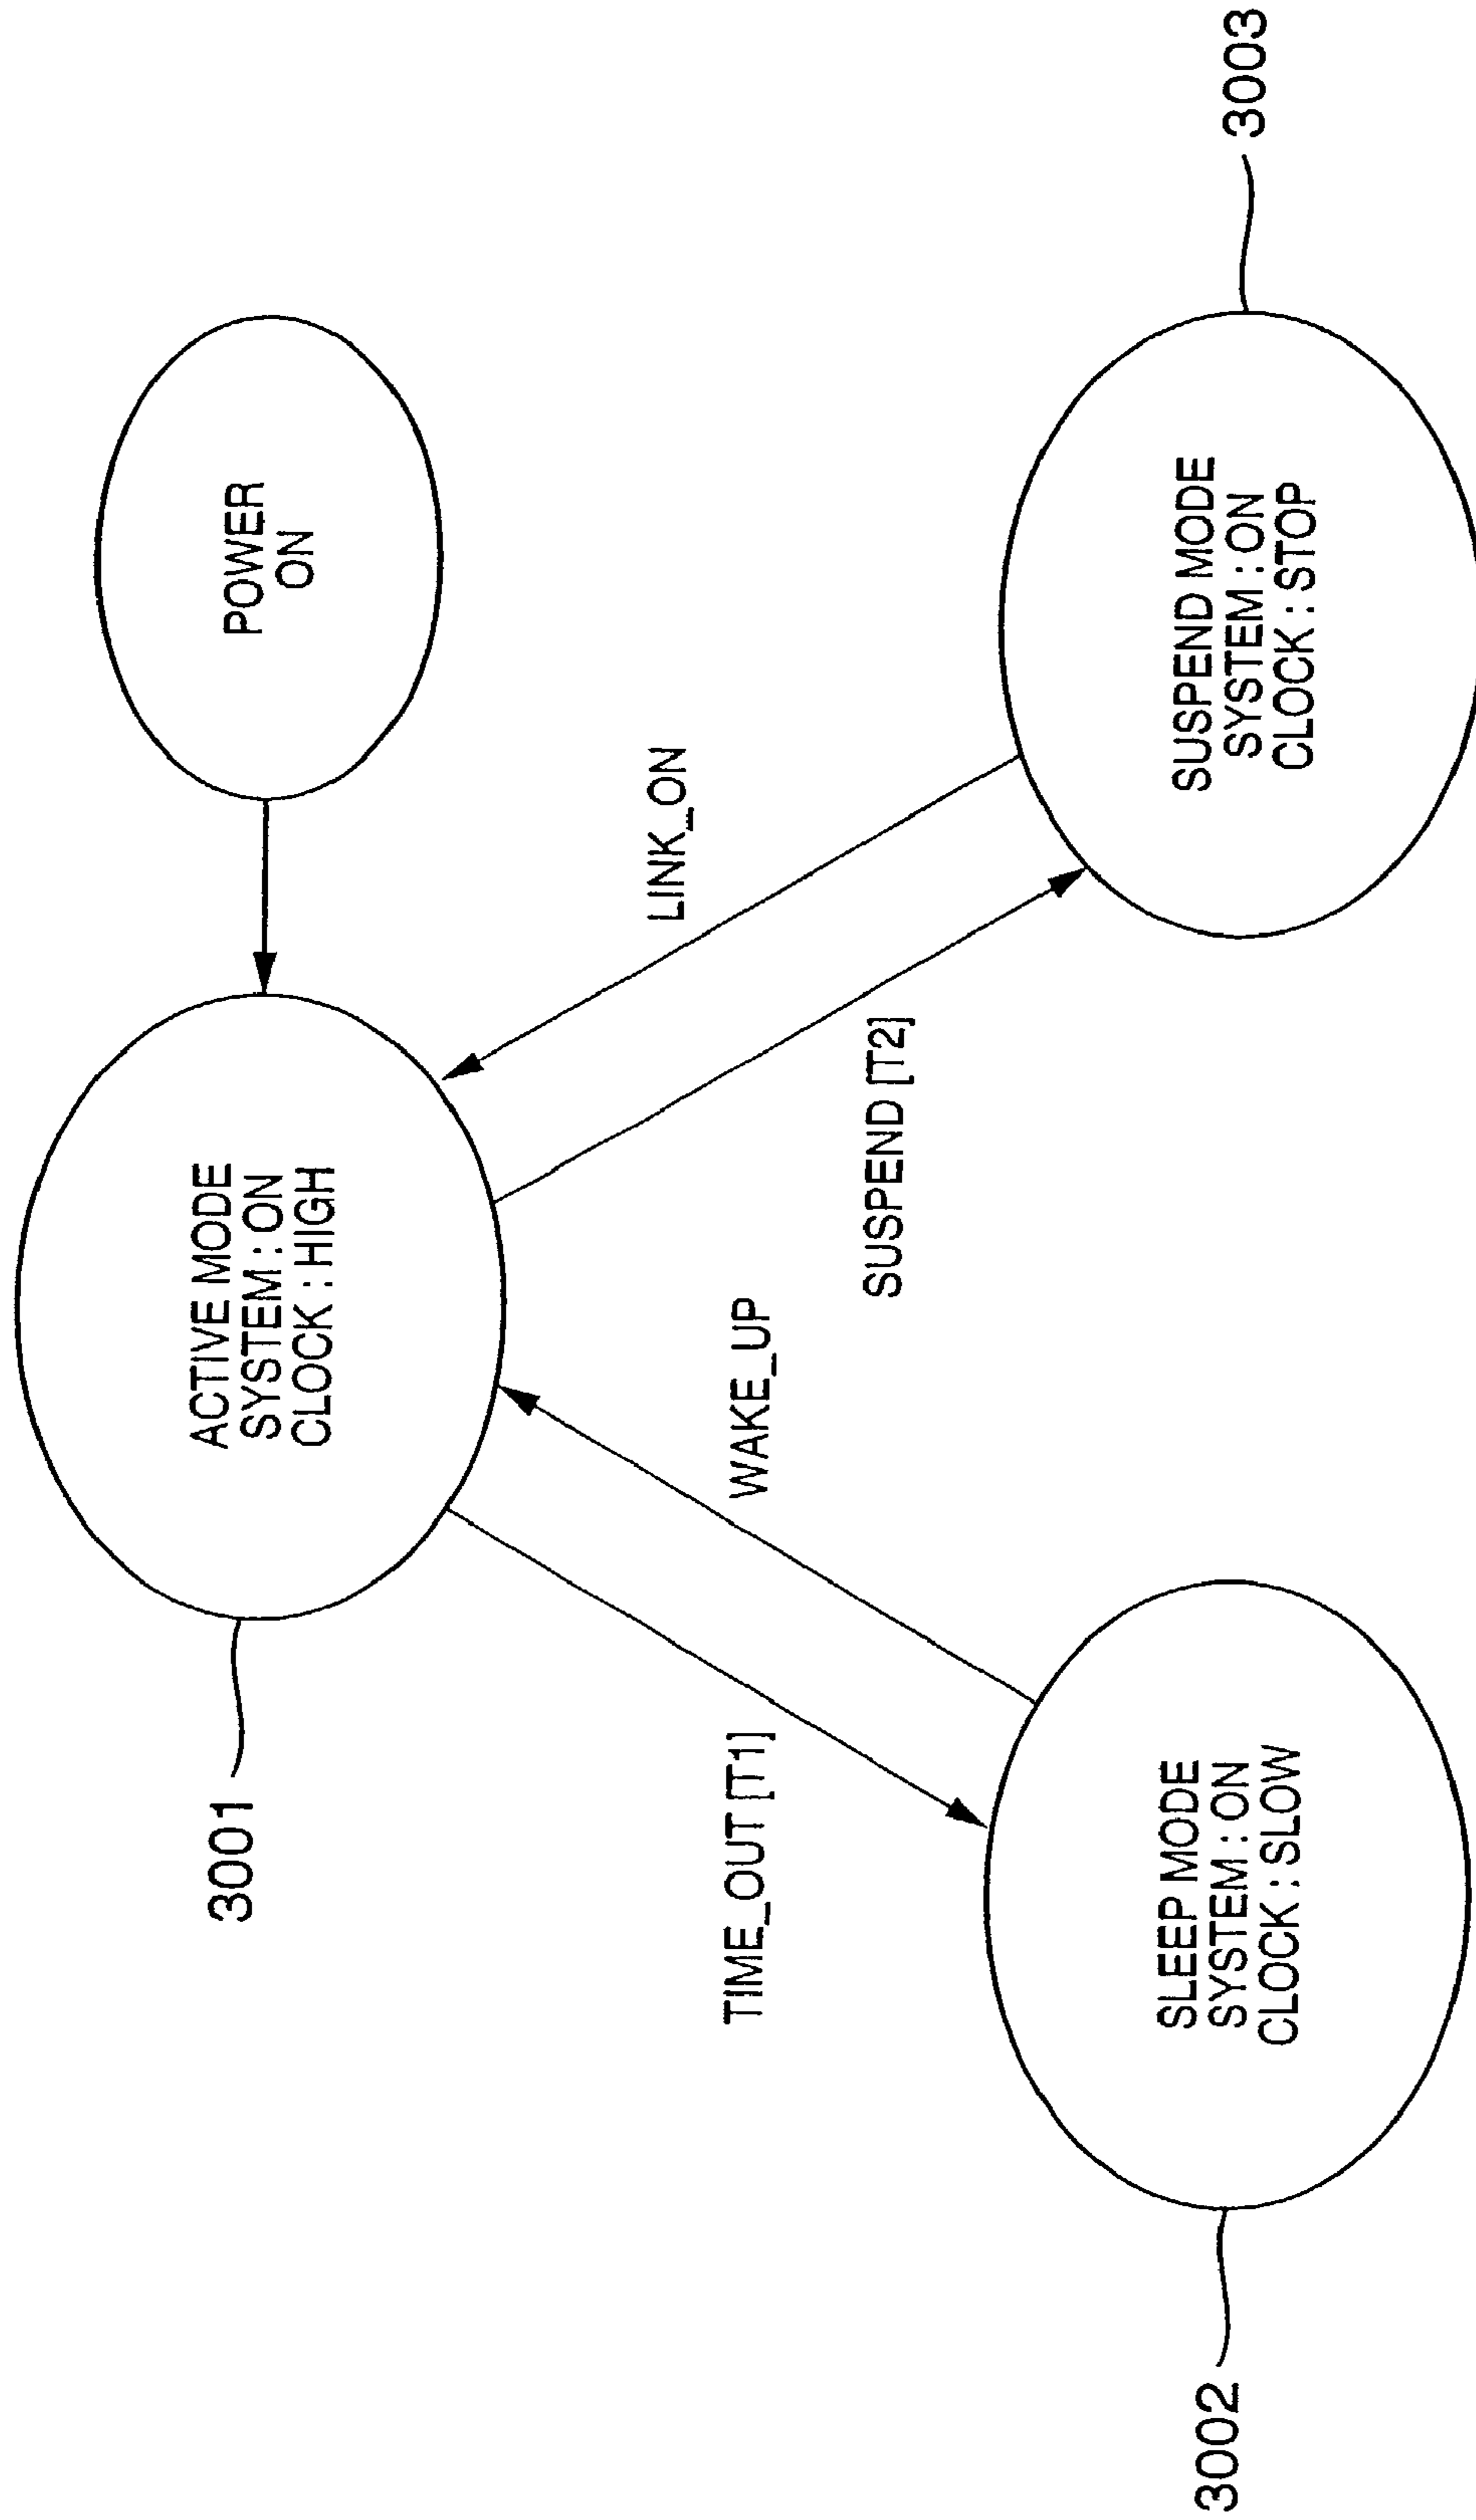 POWER
ON
3001
ACTIVE MODE
SYSTEM : ON
CLOCK : HIGH
LINK_ON
TIME_OUT [T1]
WAKE_UP
SUSPEND [T2]
3002
SLEEP MODE
SYSTEM : ON
CLOCK : SLOW
SUSPEND MODE
SYSTEM : ON
CLOCK : STOP
3003